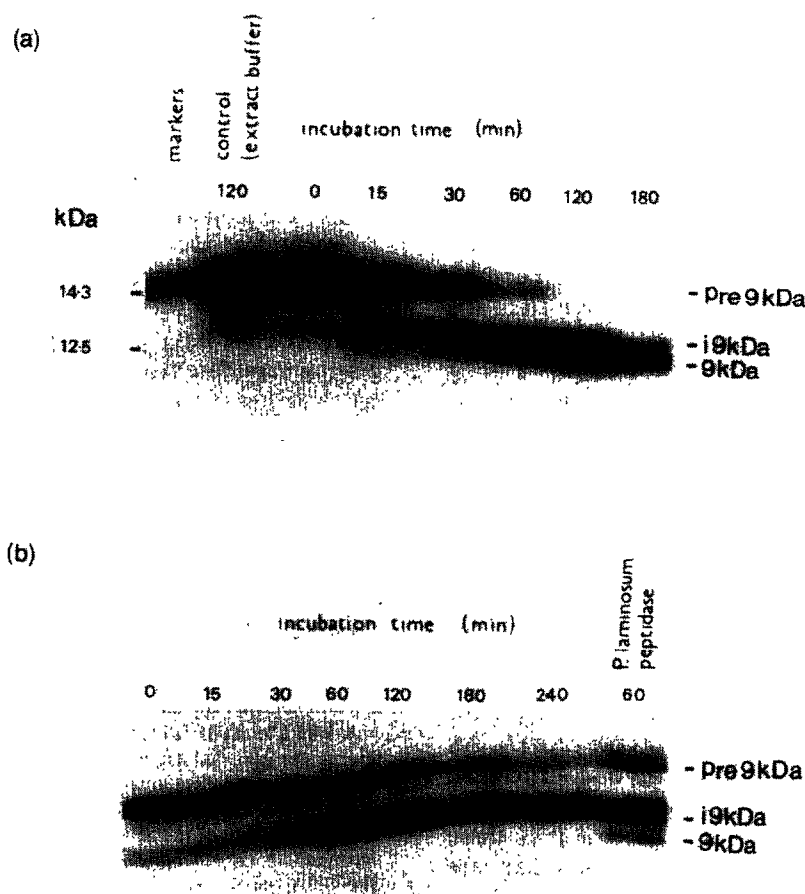 (a)
markers
control
(extract buffer)
incubation time (min)
120 0 15 30 60 120 180
kDa
14·3
12·5
- pre 9kDa
- i9kDa
- 9kDa
(b)
incubation time (min)
P. laminosum
peptidase
0 15 30 60 120 180 240 60
- pre 9kDa
- i9kDa
- 9kDa